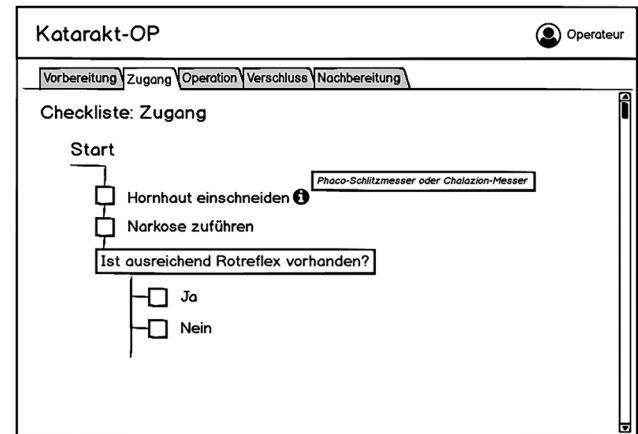 Katarakt-OP
Operateur
Vorbereitung Zugang Operation Verschluss Nachbereitung
Checkliste: Zugang
Start
Phaco-Schlitzmesser oder Chalazion-Messer
Hornhaut einschneiden i
Narkose zuführen
Ist ausreichend Rotreflex vorhanden?
Ja
Nein